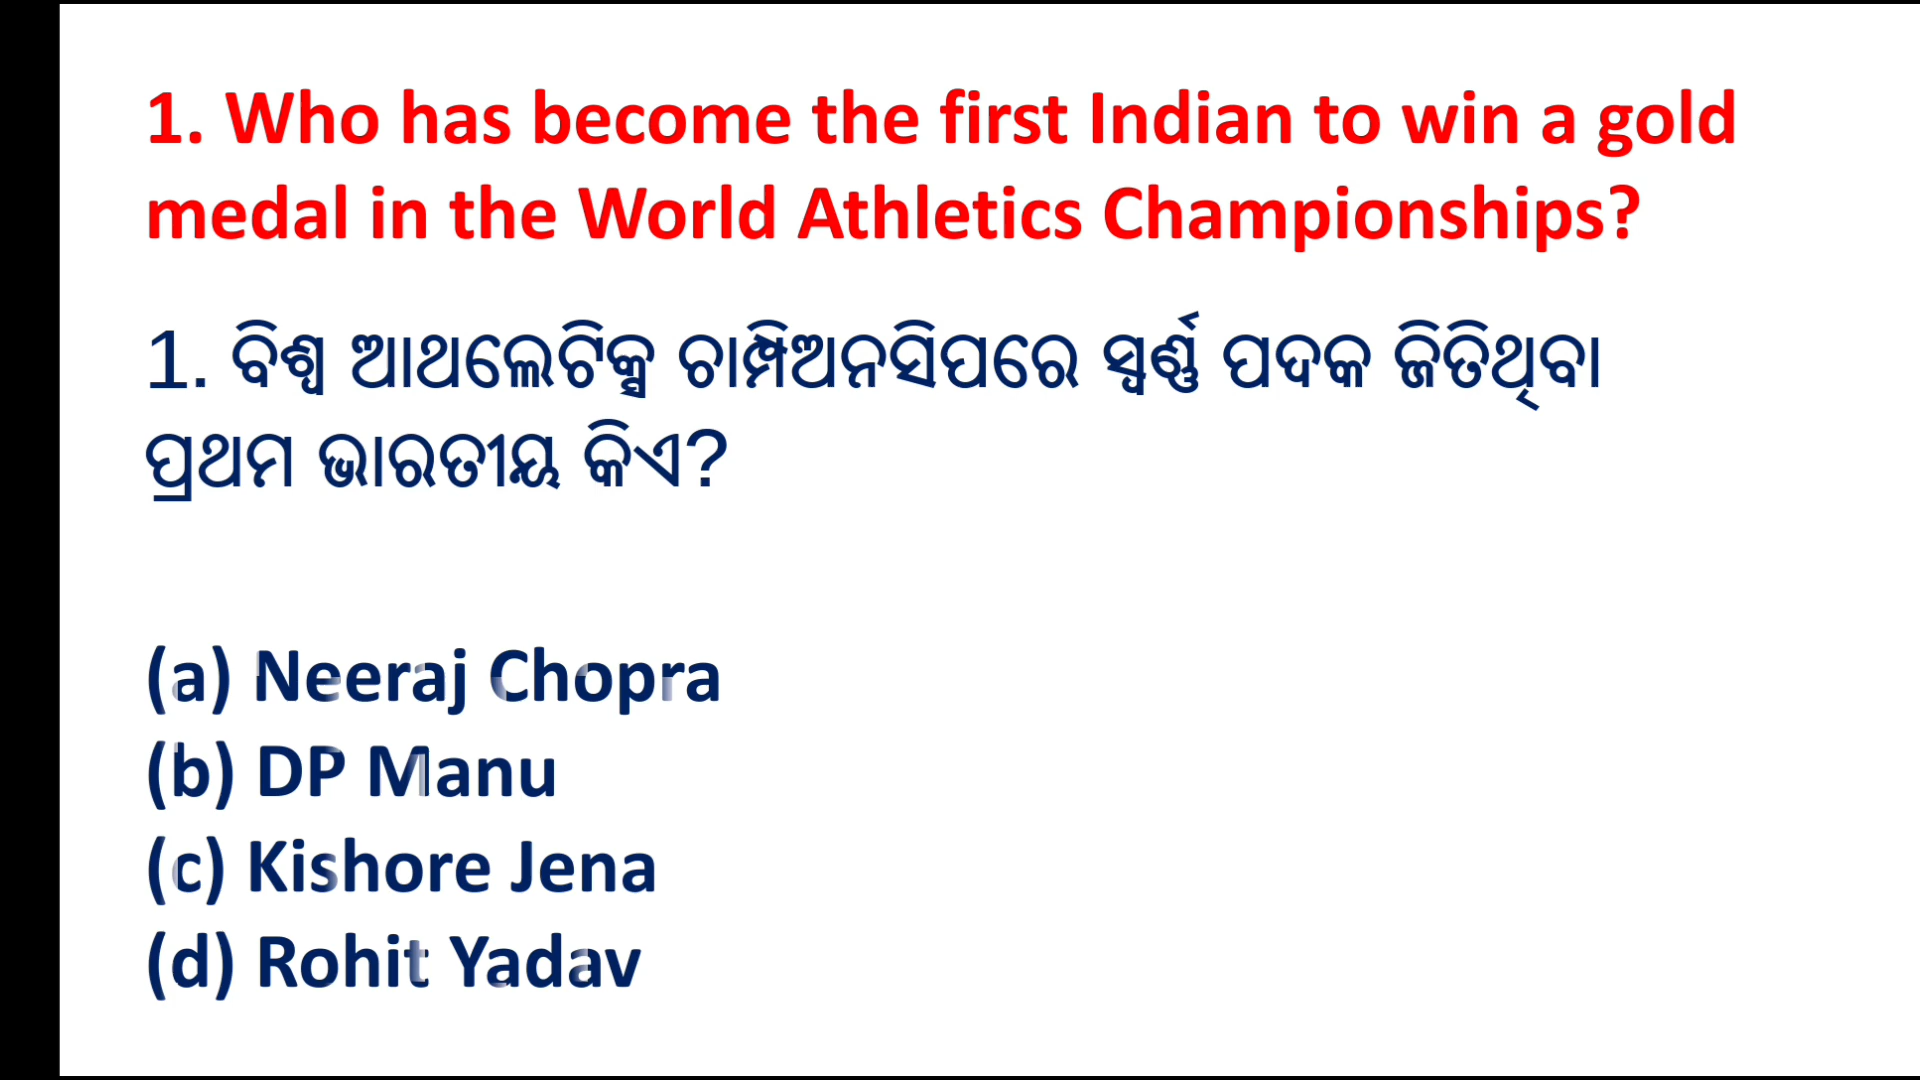 1. Who has become the first Indian to win a gold
medal in the World Athletics Championships?
1. ବିଶ୍ୱ ଆଥଲେଟିକ୍ସ ଚାମ୍ପିଅନସିପରେ ସ୍ୱର୍ଣ୍ଣ ପଦକ ଜିତିଥିବା
ପ୍ରଥମ ଭାରତୀୟ କିଏ?
(a) Neeraj Chopra
(b) DP Manu
(c) Kishore Jena
(d) Rohit Yadav